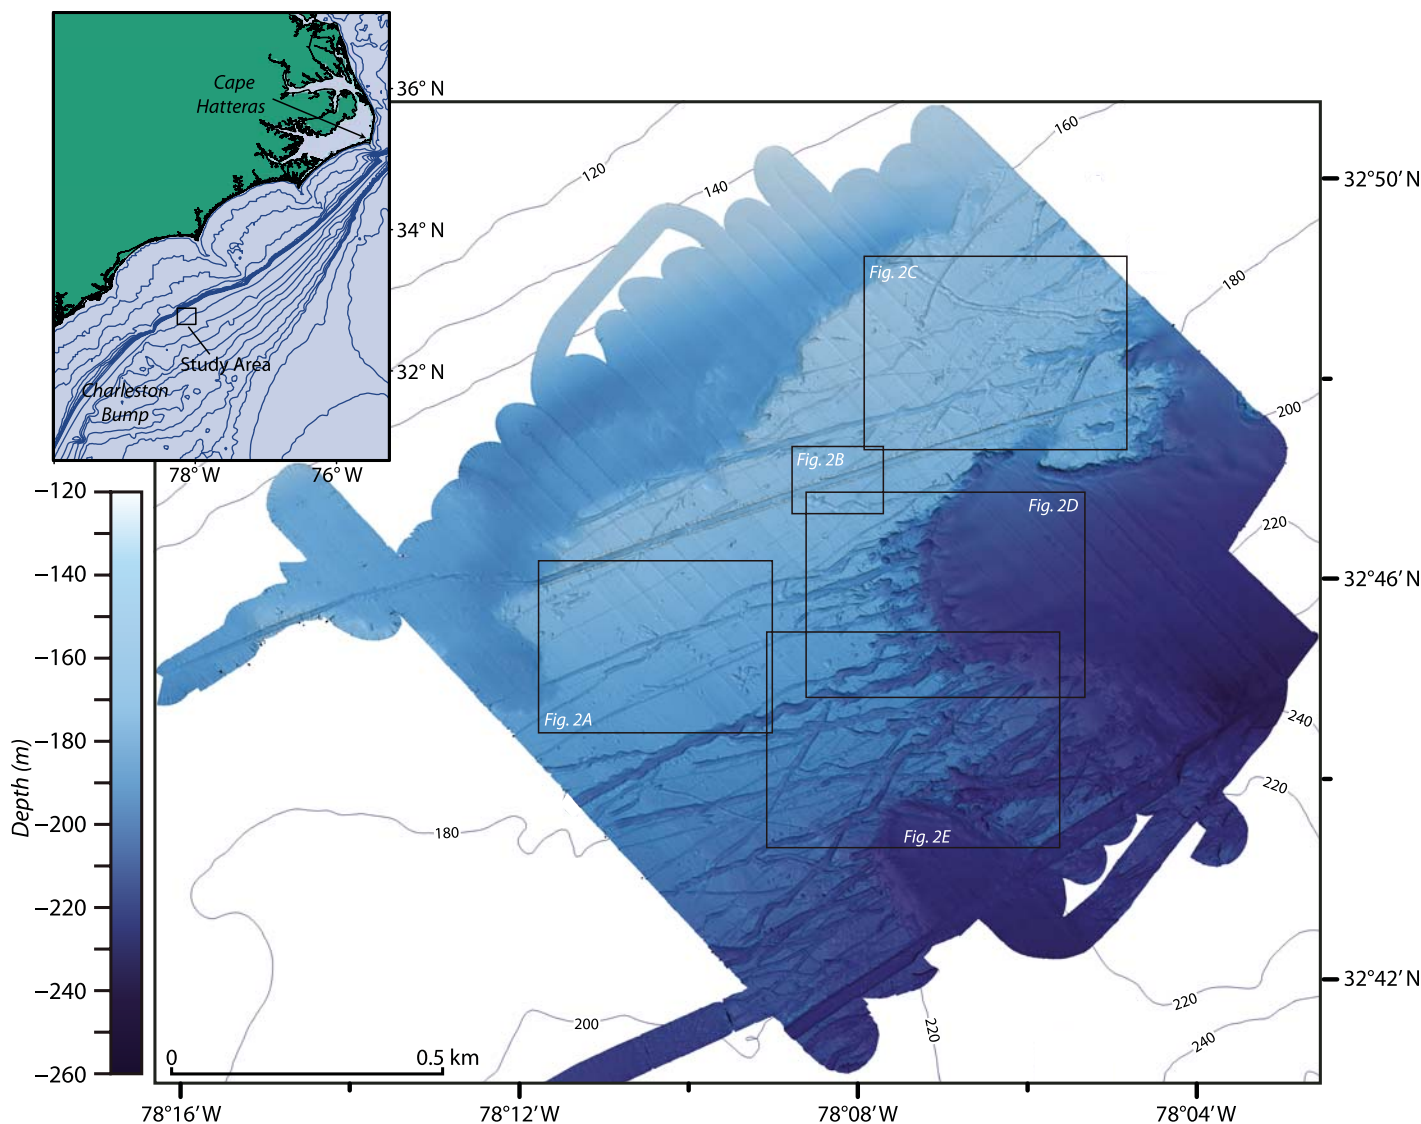 Cape
Hatteras
36° N
34° N
32° N
Study Area
Charleston
Bump
78° W
76° W
120
140
160
180
200
220
240
220
220
240
220
200
180
32°50′ N
32°46′ N
32°42′ N
Fig. 2C
Fig. 2B
Fig. 2D
Fig. 2A
Fig. 2E
−120
−140
−160
−180
−200
−220
−240
−260
Depth (m)
0
0.5 km
78°16′W
78°12′W
78°08′W
78°04′W